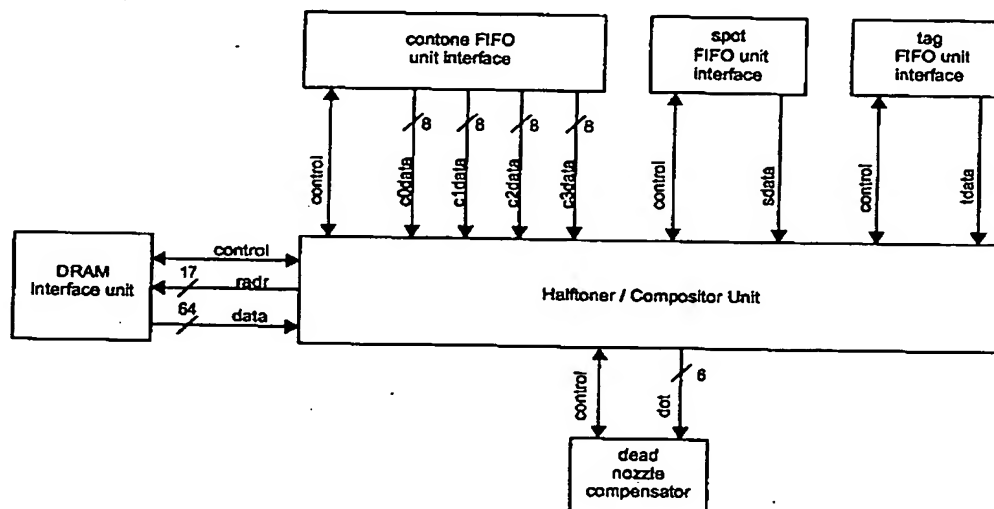 contone FIFO
unit interface
spot
FIFO unit
interface
tag
FIFO unit
interface
control
8
c0data
8
c1data
8
c2data
8
c3data
control
sdata
control
tdata
DRAM
Interface unit
control
17
radr
64
data
Halftoner / Compositor Unit
control
6
dot
dead
nozzle
compensator